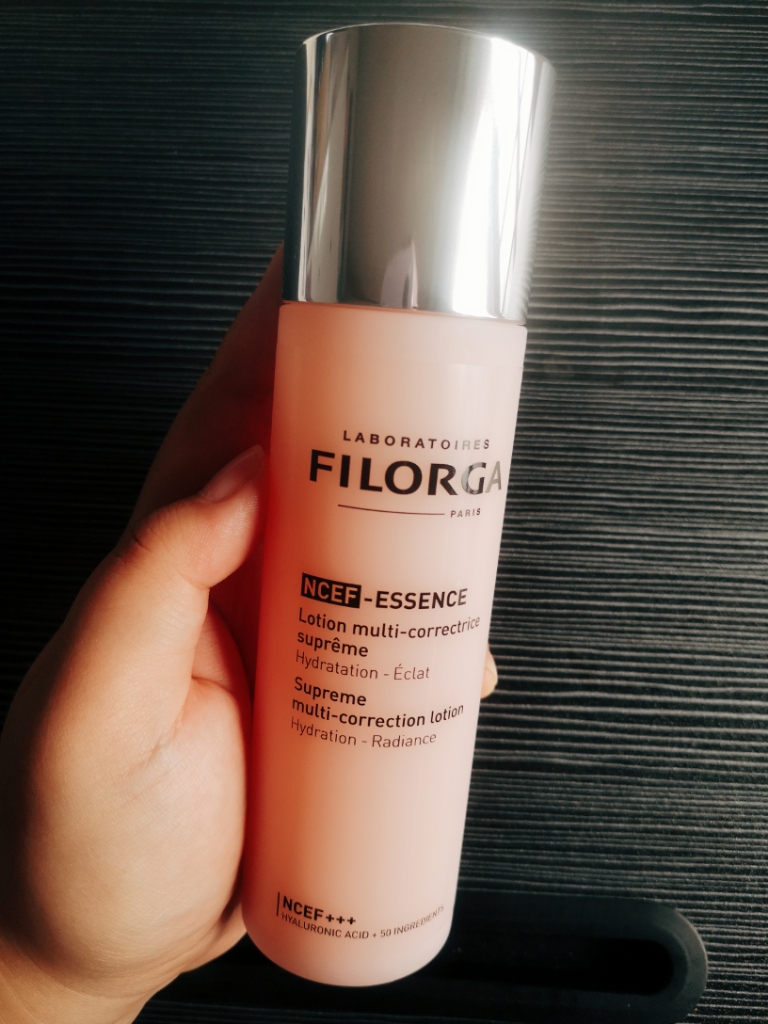 LABORATOIRES
FILORGA
PARIS
NCEF-ESSENCE
Lotion multi-correctrice
suprême
Hydratation - Éclat
Supreme
multi-correction lotion
Hydration - Radiance
NCEF+++
HYALURONIC ACID + 50 INGREDIENTS